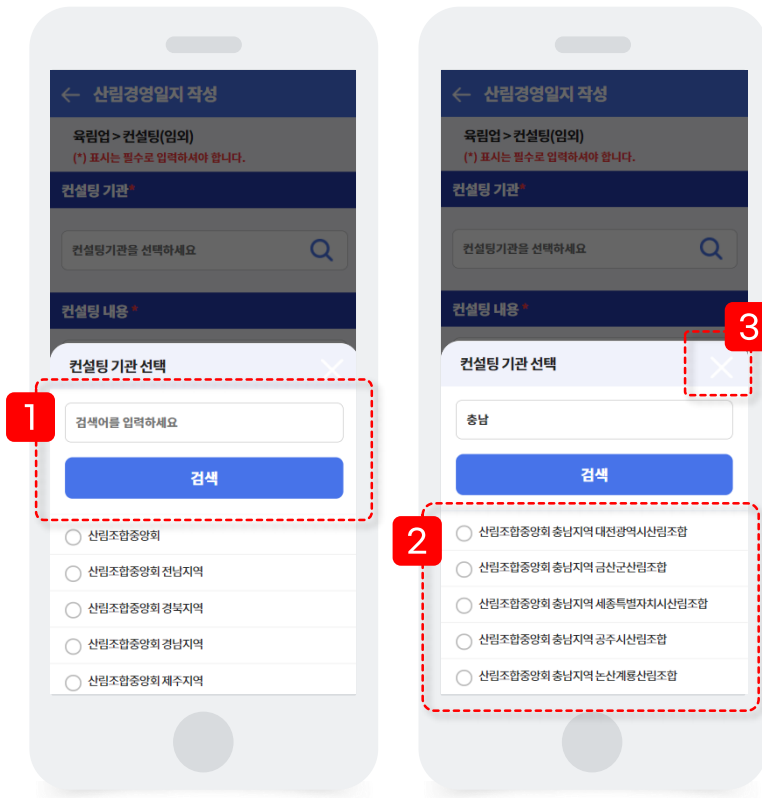 ← 산림경영일지 작성
육림업 > 컨설팅(임외)
(*) 표시는 필수로 입력하셔야 합니다.
컨설팅 기관*
컨설팅기관을 선택하세요
컨설팅 내용 *
컨설팅 기관 선택
1
검색어를 입력하세요
검색
산림조합중앙회
산림조합중앙회 전남지역
산림조합중앙회 경북지역
산림조합중앙회 경남지역
산림조합중앙회 제주지역
← 산림경영일지 작성
육림업 > 컨설팅(임외)
(*) 표시는 필수로 입력하셔야 합니다.
컨설팅 기관*
컨설팅기관을 선택하세요
컨설팅 내용 *
3
컨설팅 기관 선택
충남
검색
2
산림조합중앙회 충남지역 대전광역시산림조합
산림조합중앙회 충남지역 금산군산림조합
산림조합중앙회 충남지역 세종특별자치시산림조합
산림조합중앙회 충남지역 공주시산림조합
산림조합중앙회 충남지역 논산계룡산림조합